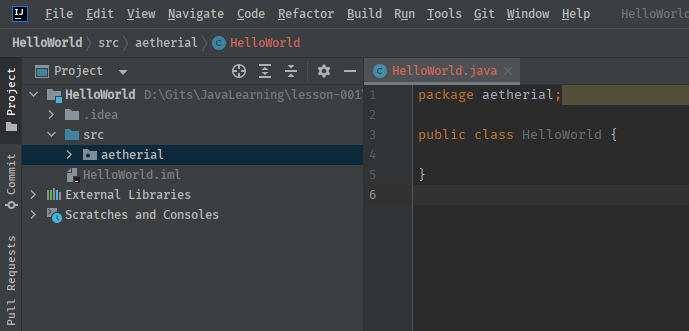 IJ File Edit View Navigate Code Refactor Build Run Tools Git Window Help HelloWorld
HelloWorld src aetherial C HelloWorld
Project
HelloWorld D:\Gits\JavaLearning\lesson-001
.idea
src
aetherial
HelloWorld.iml
External Libraries
Scratches and Consoles
Project
Commit
Pull Requests
C HelloWorld.java
1 package aetherial;
2
3 public class HelloWorld {
4
5 }
6